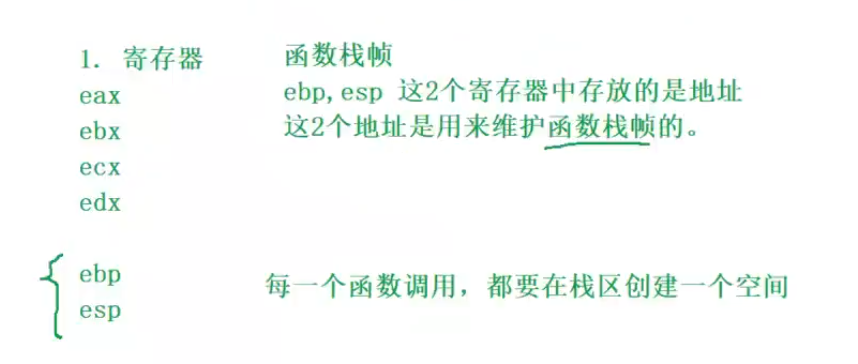 1. 寄存器
eax
ebx
ecx
edx
ebp
esp
函数栈帧
ebp,esp 这2个寄存器中存放的是地址
这2个地址是用来维护函数栈帧的。
每一个函数调用，都要在栈区创建一个空间